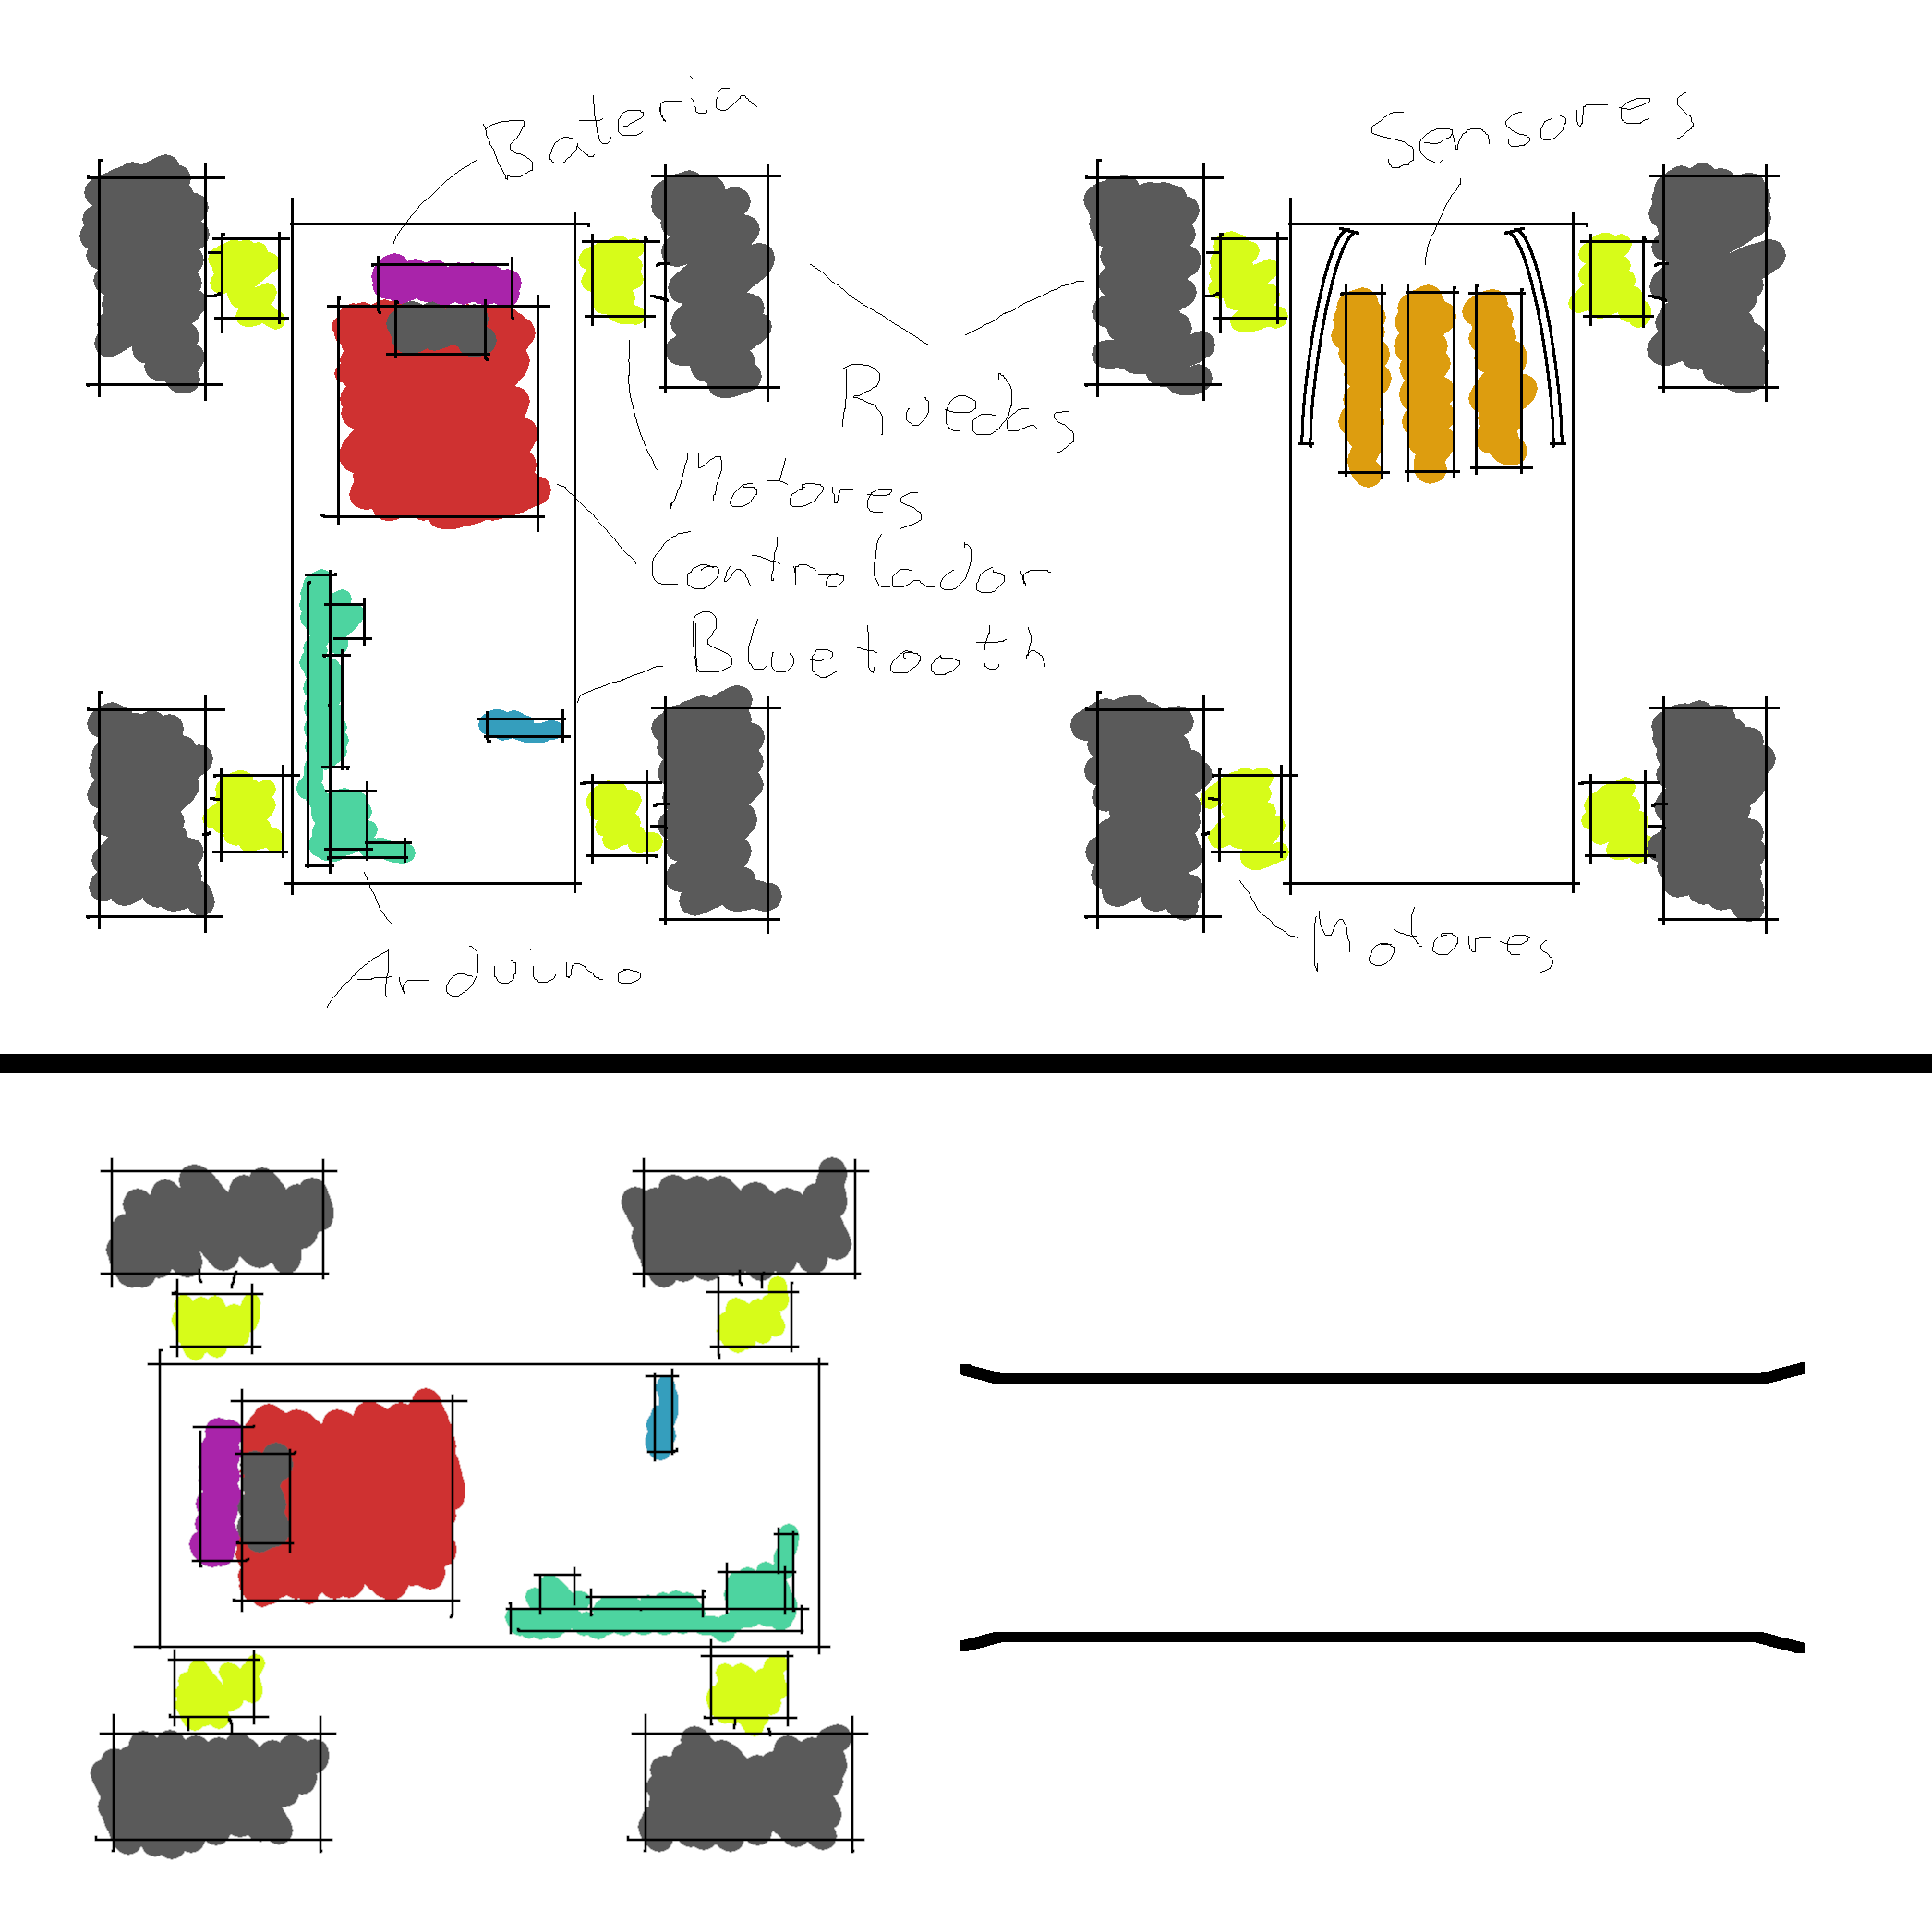 Bateria
Sensores
Ruedas
Motores
Controlador
Bluetooth
Motores
Arduino